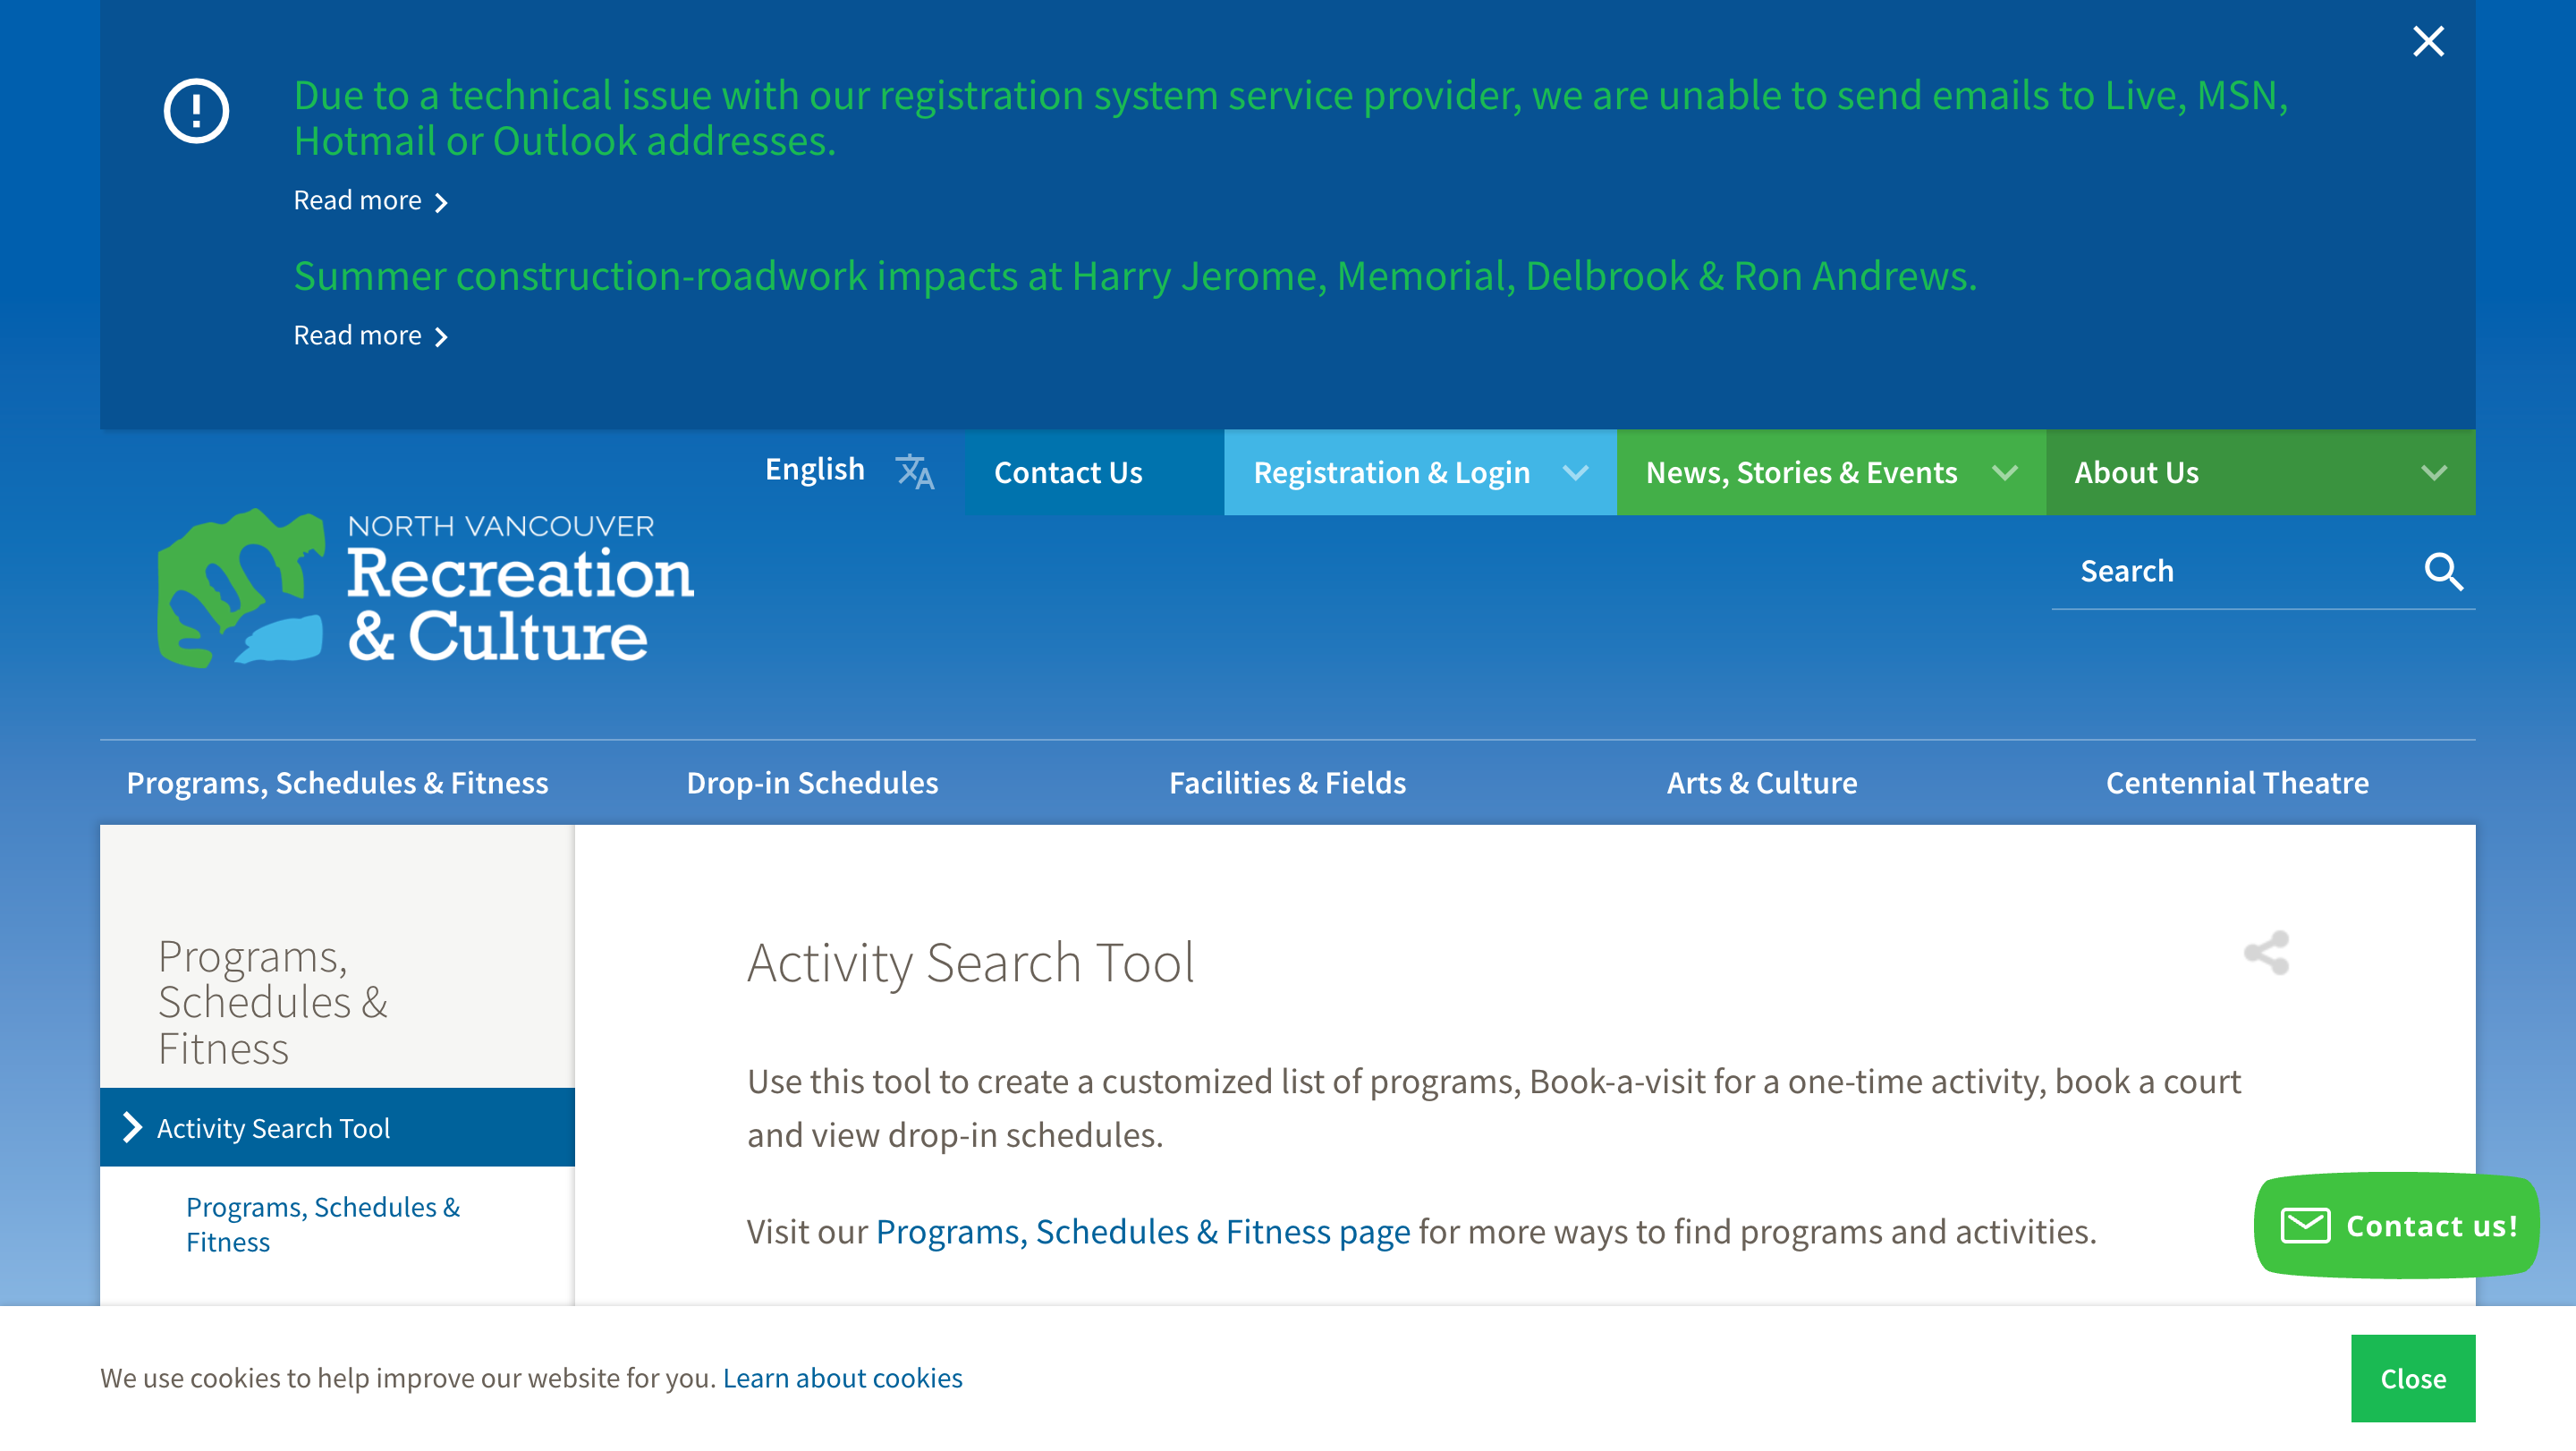 Due to a technical issue with our registration system service provider, we are unable to send emails to Live, MSN,
Hotmail or Outlook addresses.
Read more
Summer construction-roadwork impacts at Harry Jerome, Memorial, Delbrook & Ron Andrews.
Read more
English
Contact Us
Registration & Login
News, Stories & Events
About Us
NORTH VANCOUVER
Recreation
& Culture
Search
Programs, Schedules & Fitness
Drop-in Schedules
Facilities & Fields
Arts & Culture
Centennial Theatre
Programs,
Schedules &
Fitness
Activity Search Tool
Programs, Schedules &
Fitness
Activity Search Tool
Use this tool to create a customized list of programs, Book-a-visit for a one-time activity, book a court
and view drop-in schedules.
Visit our Programs, Schedules & Fitness page for more ways to find programs and activities.
Contact us!
We use cookies to help improve our website for you. Learn about cookies
Close